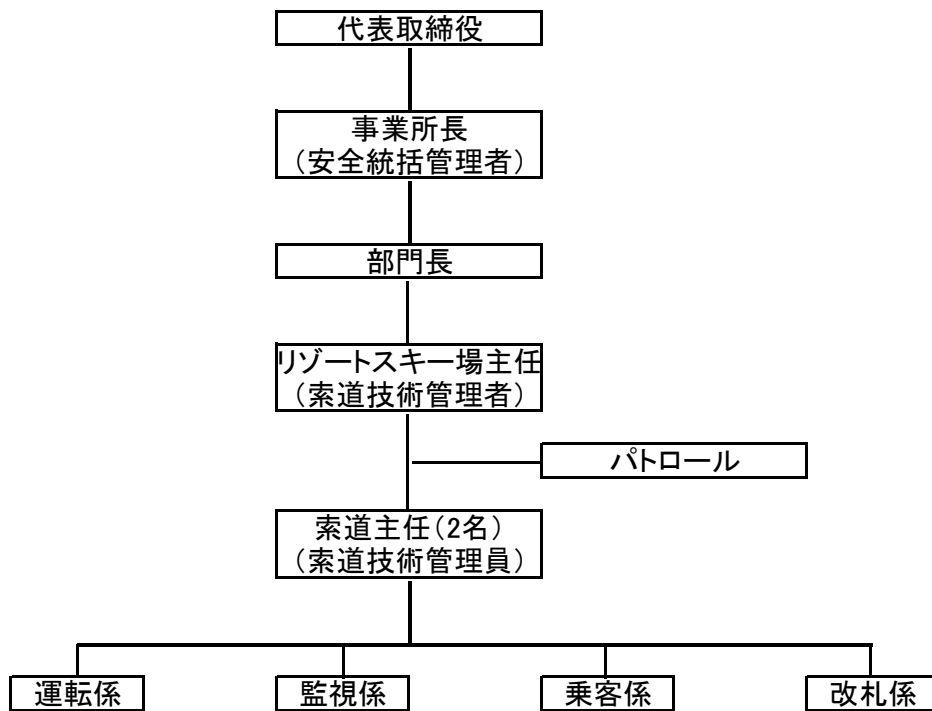 代表取締役
事業所長
（安全統括管理者）
部門長
リゾートスキー場主任
（索道技術管理者）
パトロール
索道主任（2名）
（索道技術管理員）
運転係
監視係
乗客係
改札係